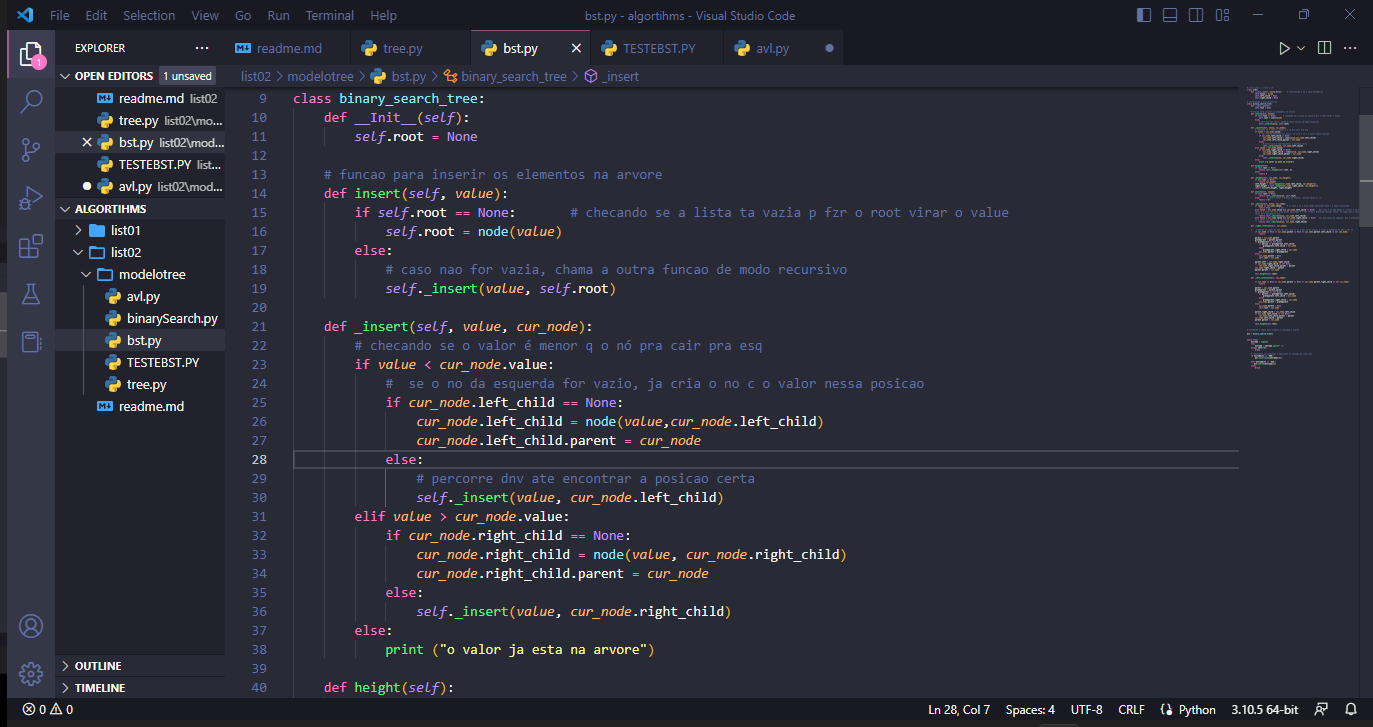 File Edit Selection View Go Run Terminal Help
bst.py - algortihms - Visual Studio Code
EXPLORER
1
OPEN EDITORS 1 unsaved
readme.md list02
tree.py list02\mo...
bst.py list02\mod...
TESTEBST.PY list...
avl.py list02\mod...
ALGORTIHMS
list01
list02
modelotree
avl.py
binarySearch.py
bst.py
TESTEBST.PY
tree.py
readme.md
OUTLINE
TIMELINE
readme.md tree.py bst.py TESTEBST.PY avl.py
list02 > modelotree > bst.py > binary_search_tree > _insert
9 class binary_search_tree:
10 def __Init__(self):
11 self.root = None
12
13 # funcao para inserir os elementos na arvore
14 def insert(self, value):
15 if self.root == None: # checando se a lista ta vazia p fzr o root virar o value
16 self.root = node(value)
17 else:
18 # caso nao for vazia, chama a outra funcao de modo recursivo
19 self._insert(value, self.root)
20
21 def _insert(self, value, cur_node):
22 # checando se o valor é menor q o nó pra cair pra esq
23 if value < cur_node.value:
24 # se o no da esquerda for vazio, ja cria o no c o valor nessa posicao
25 if cur_node.left_child == None:
26 cur_node.left_child = node(value,cur_node.left_child)
27 cur_node.left_child.parent = cur_node
28 else:
29 # percorre dnv ate encontrar a posicao certa
30 self._insert(value, cur_node.left_child)
31 elif value > cur_node.value:
32 if cur_node.right_child == None:
33 cur_node.right_child = node(value, cur_node.right_child)
34 cur_node.right_child.parent = cur_node
35 else:
36 self._insert(value, cur_node.right_child)
37 else:
38 print ("o valor ja esta na arvore")
39
40 def height(self):
0 0 Ln 28, Col 7 Spaces: 4 UTF-8 CRLF Python 3.10.5 64-bit